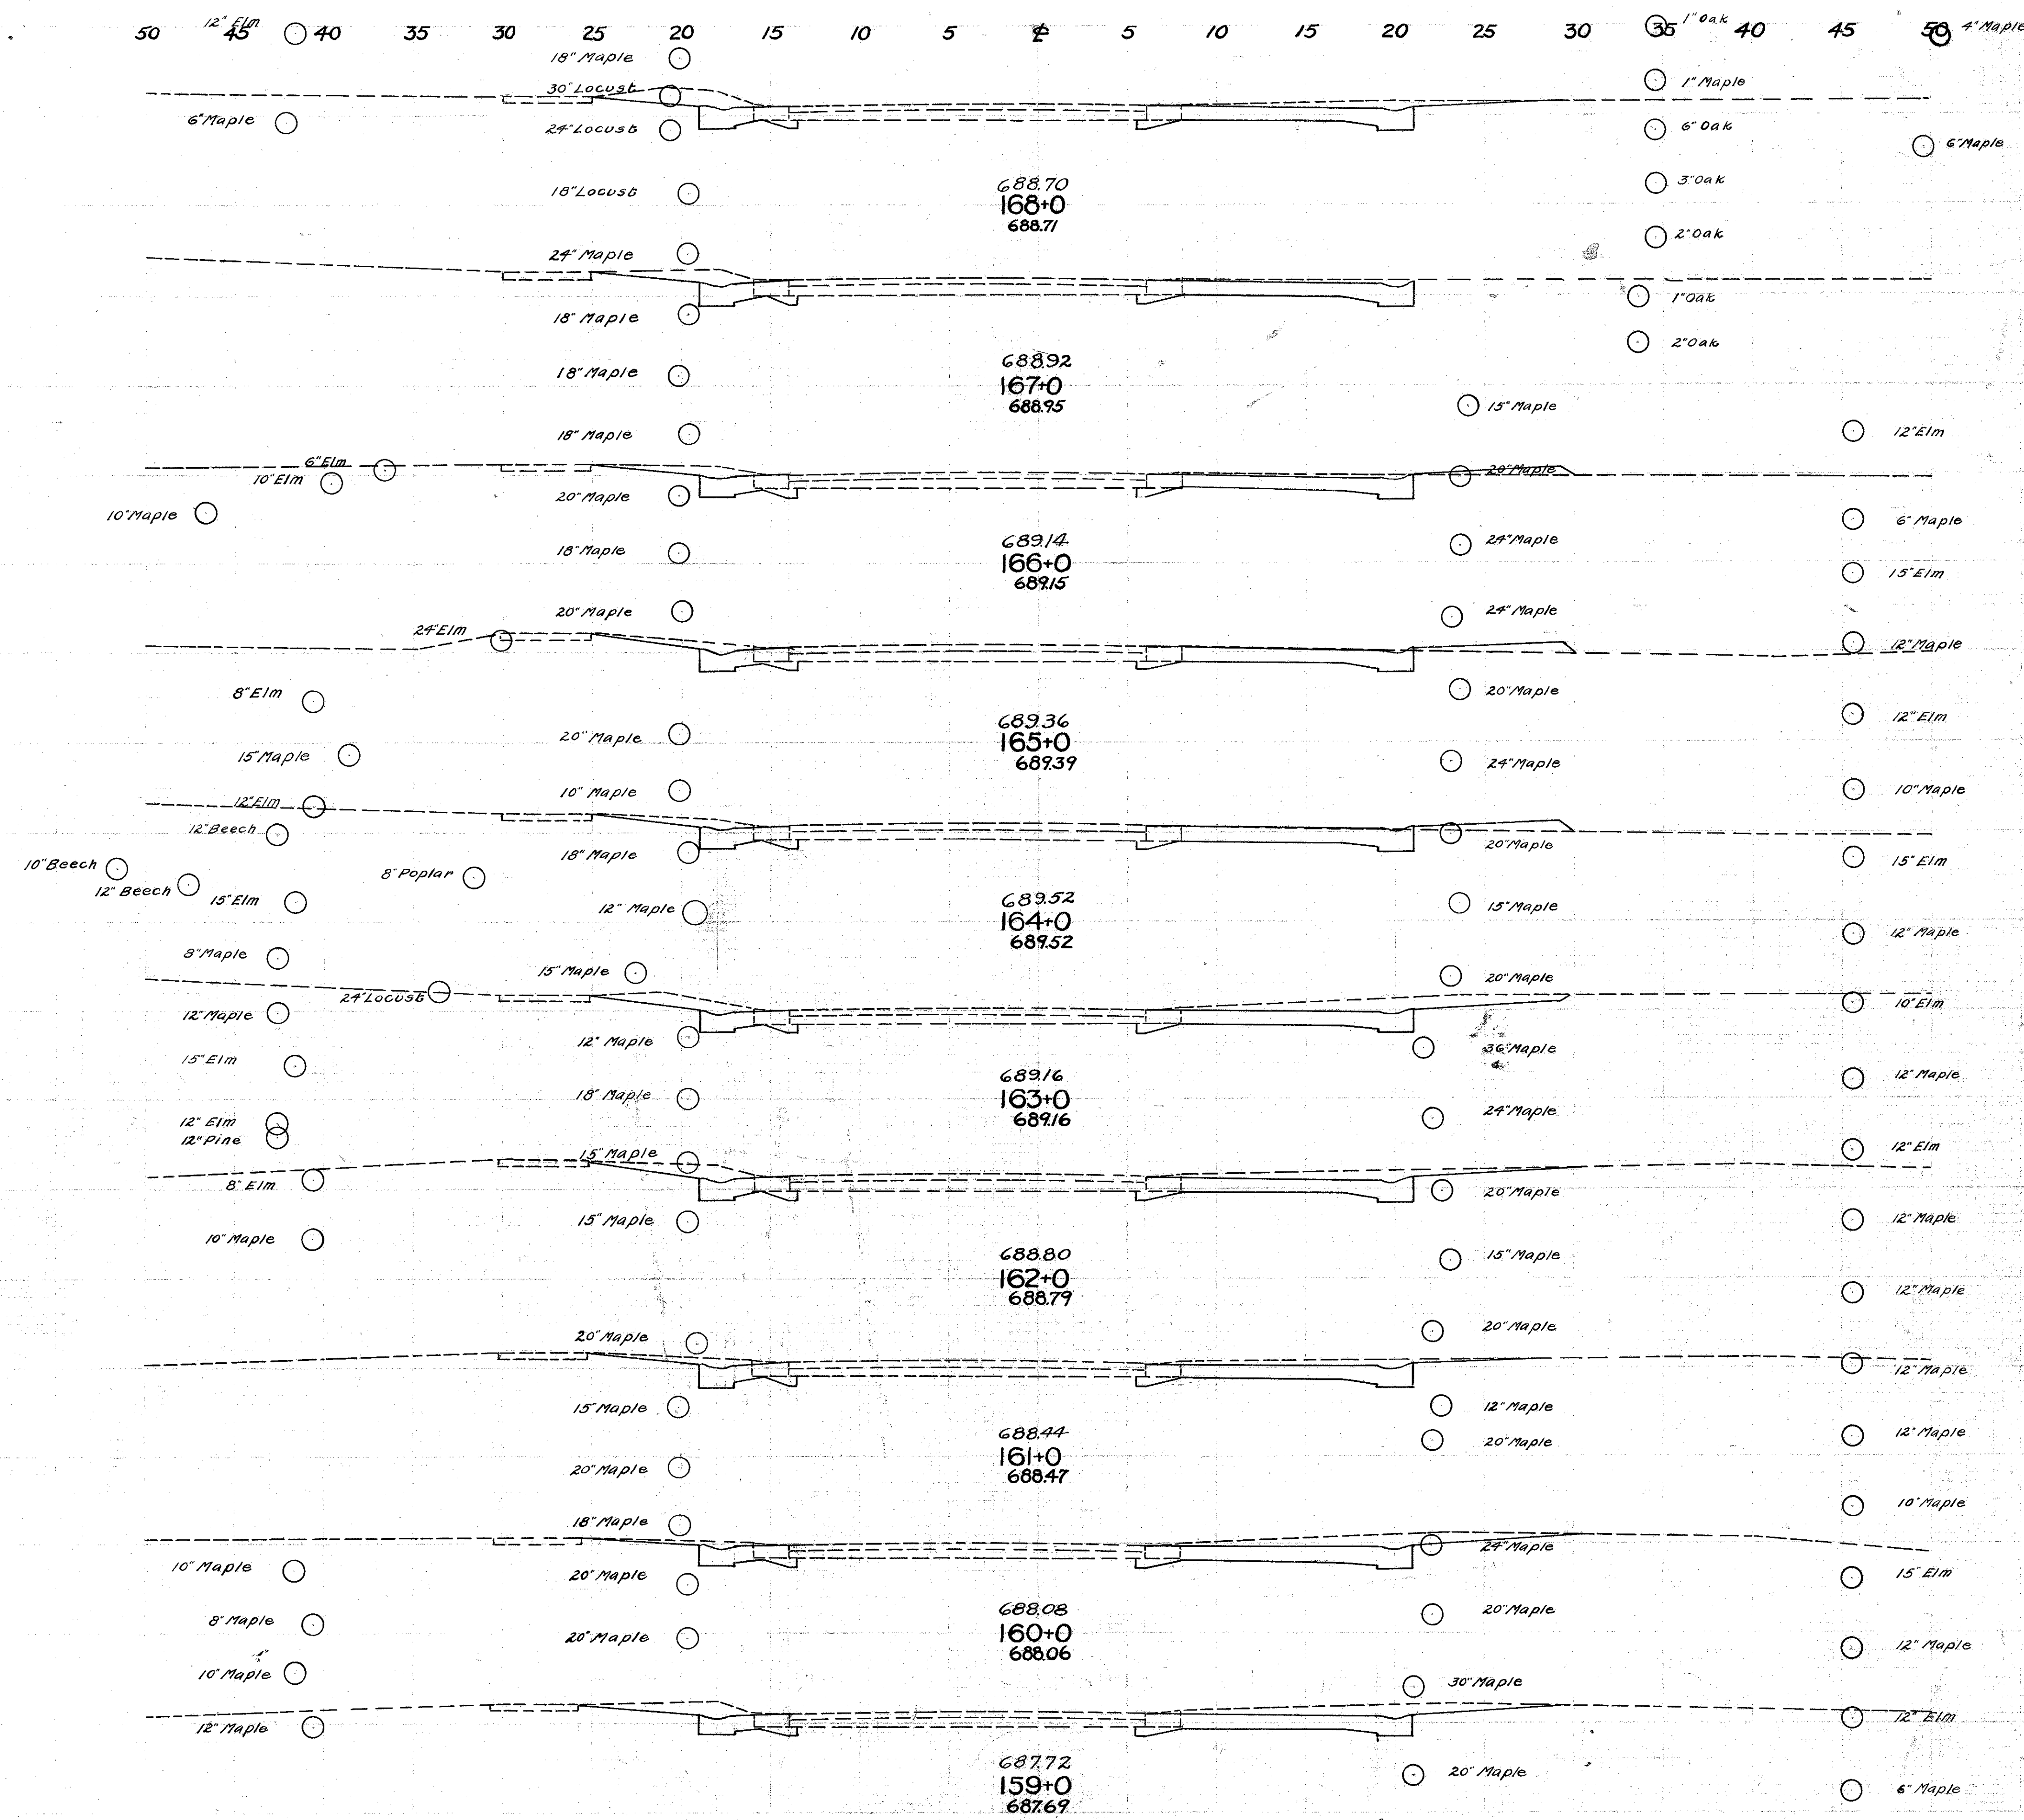 12" Elm 1" Oak 4" Maple
50 45 40 35 30 25 20 15 10 5 ℄ 5 10 15 20 25 30 35 40 45 50
18" Maple
30" Locust 1" Maple
6" Maple 24" Locust 6" Oak 6" Maple
18" Locust 688.70 3" Oak
168+0
688.71
24" Maple 2" Oak
18" Maple 1" Oak
2" Oak
18" Maple 688.92
167+0
688.95 15" Maple
18" Maple 12" Elm
6" Elm 20" Maple
10" Elm
20" Maple
10" Maple 6" Maple
18" Maple 689.14 24" Maple
166+0
689.15 15" Elm
20" Maple 24" Maple
24" Elm 12" Maple
8" Elm 20" Maple
20" Maple 689.36 12" Elm
165+0
15" Maple 689.39 24" Maple
10" Maple 10" Maple
12" Elm
12" Beech 20" Maple
18" Maple 15" Elm
10" Beech 8" Poplar
12" Beech 15" Elm 689.52
12" Maple 164+0 15" Maple
689.52 12" Maple
8" Maple
15" Maple 20" Maple
24" Locust 10" Elm
12" Maple
12" Maple 36" Maple
15" Elm 689.16 12" Maple
18" Maple 163+0
689.16 24" Maple
12" Elm
12" Pine 12" Elm
15" Maple
8" Elm 20" Maple
15" Maple 12" Maple
10" Maple 688.80 15" Maple
162+0
688.79 12" Maple
20" Maple 20" Maple
12" Maple
15" Maple 12" Maple
688.44 20" Maple 12" Maple
161+0
20" Maple 688.47
10" Maple
18" Maple 24" Maple
10" Maple 20" Maple 15" Elm
8" Maple 688.08 20" Maple
20" Maple 160+0
688.06 12" Maple
10" Maple 30" Maple
12" Maple 12" Elm
687.72 20" Maple
159+0 6" Maple
687.69